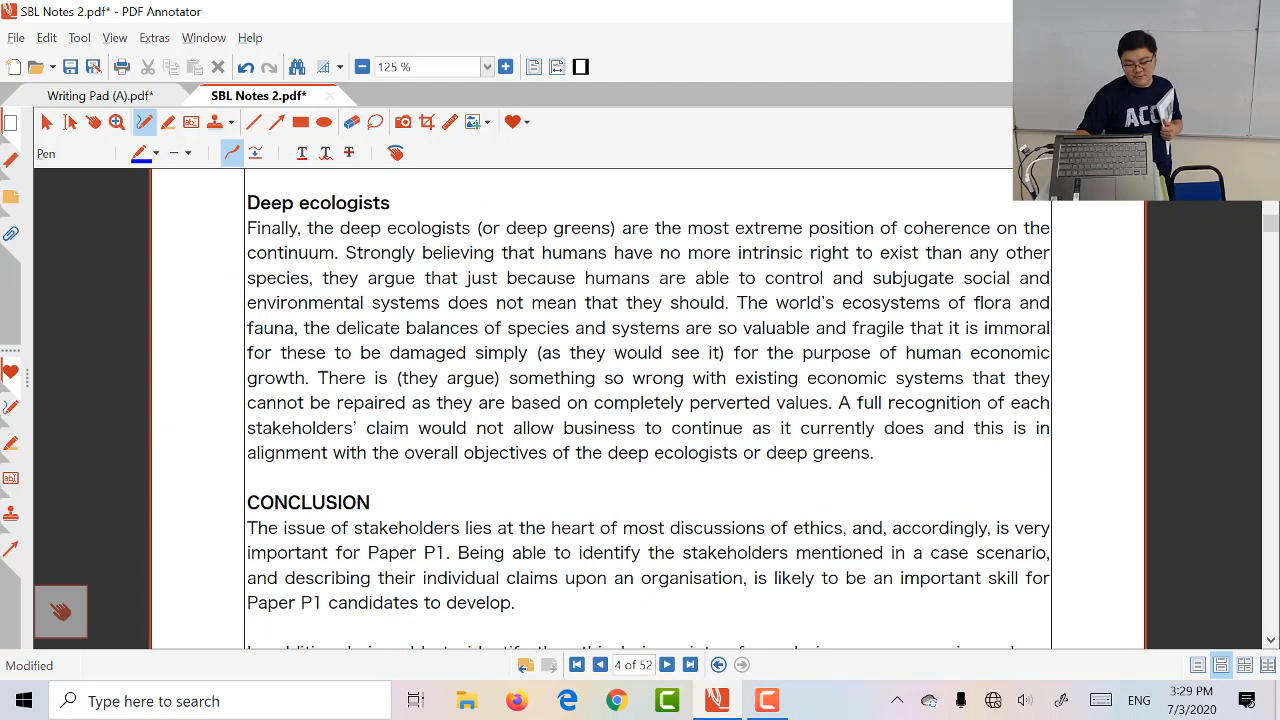 SBL Notes 2.pdf* - PDF Annotator
File Edit Tool View Extras Window Help
125 %
Writing Pad (A).pdf* SBL Notes 2.pdf*
Pen
ACC
Deep ecologists
Finally, the deep ecologists (or deep greens) are the most extreme position of coherence on the
continuum. Strongly believing that humans have no more intrinsic right to exist than any other
species, they argue that just because humans are able to control and subjugate social and
environmental systems does not mean that they should. The world's ecosystems of flora and
fauna, the delicate balances of species and systems are so valuable and fragile that it is immoral
for these to be damaged simply (as they would see it) for the purpose of human economic
growth. There is (they argue) something so wrong with existing economic systems that they
cannot be repaired as they are based on completely perverted values. A full recognition of each
stakeholders' claim would not allow business to continue as it currently does and this is in
alignment with the overall objectives of the deep ecologists or deep greens.
CONCLUSION
The issue of stakeholders lies at the heart of most discussions of ethics, and, accordingly, is very
important for Paper P1. Being able to identify the stakeholders mentioned in a case scenario,
and describing their individual claims upon an organisation, is likely to be an important skill for
Paper P1 candidates to develop.
4 of 52
Modified
Type here to search
ENG
3:29 PM
7/3/2020